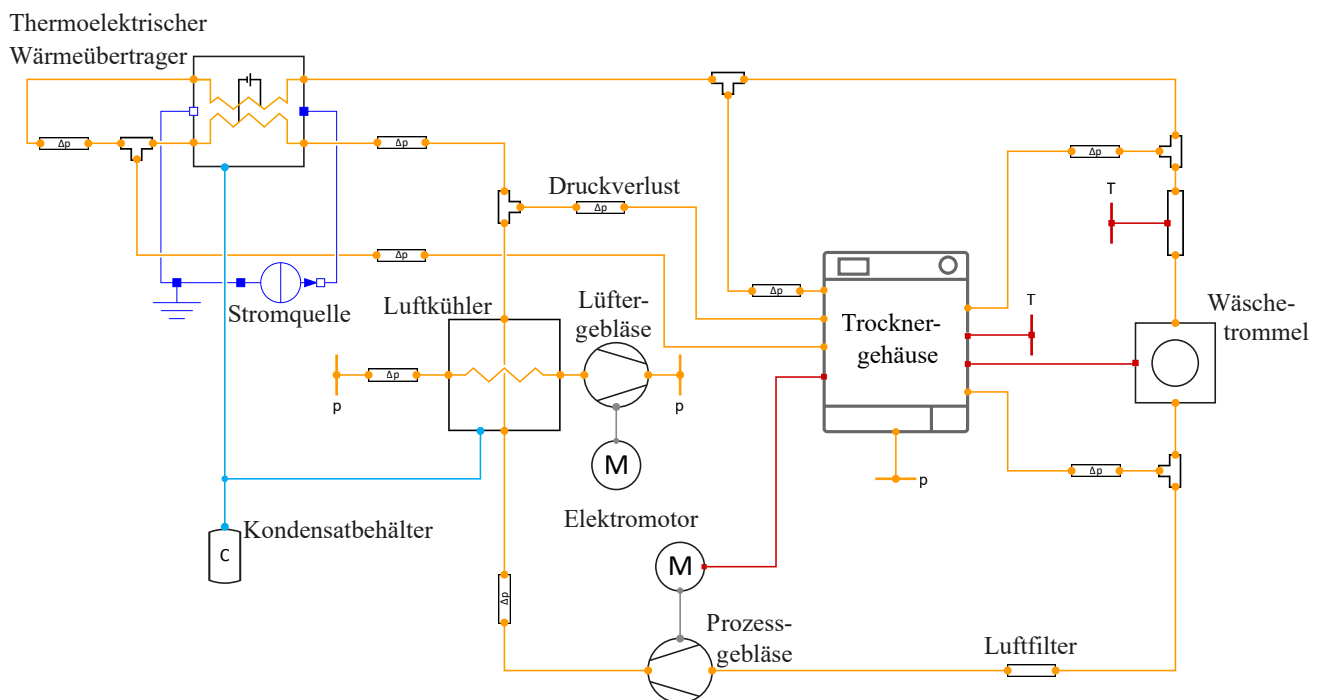 Thermoelektrischer
Wärmeübertrager
Δp
Δp
Δp
Druckverlust
Δp
T
Δp
Stromquelle
Luftkühler
Lüfter-
gebläse
Δp
T
Trockner-
gehäuse
Wäsche-
trommel
Δp
p
p
M
Δp
p
Elektromotor
Kondensatbehälter
C
M
Δp
Prozess-
gebläse
Luftfilter